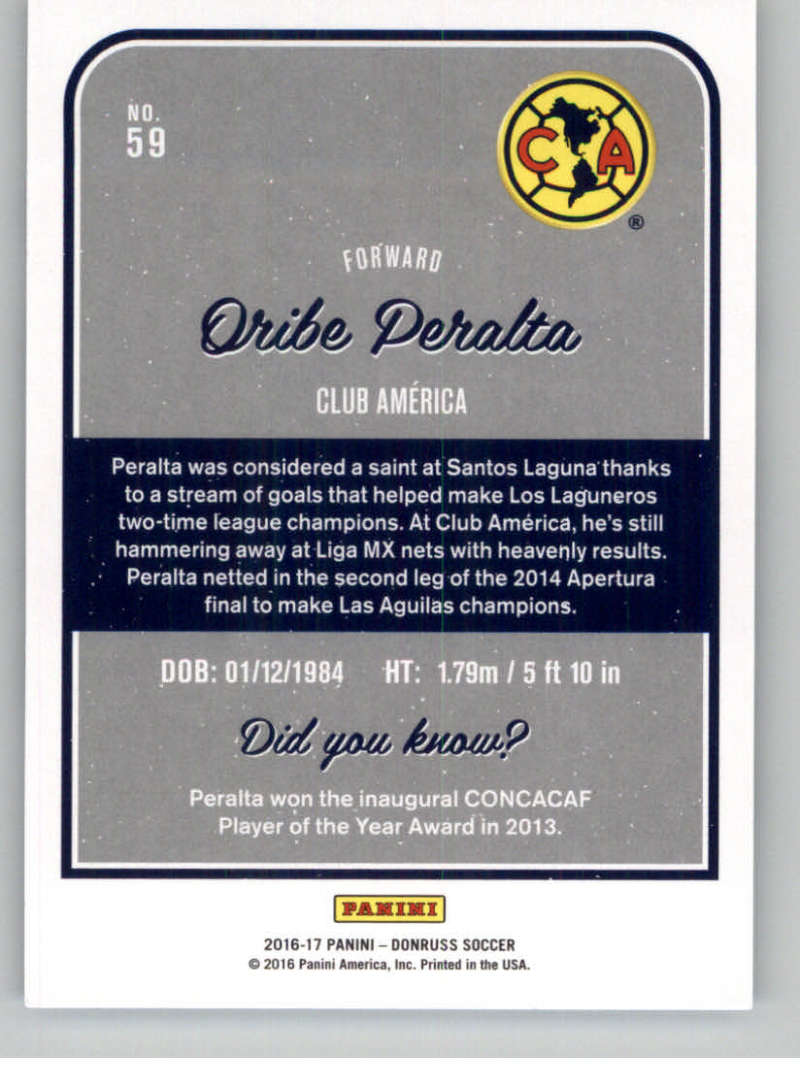 NO.
59
CA
®
FORWARD
Oribe Peralta
CLUB AMÉRICA
Peralta was considered a saint at Santos Laguna thanks
to a stream of goals that helped make Los Laguneros
two-time league champions. At Club América, he's still
hammering away at Liga MX nets with heavenly results.
Peralta netted in the second leg of the 2014 Apertura
final to make Las Aguilas champions.
DOB: 01/12/1984 HT: 1.79m / 5 ft 10 in
Did you know?
Peralta won the inaugural CONCACAF
Player of the Year Award in 2013.
PANINI
2016-17 PANINI – DONRUSS SOCCER
© 2016 Panini America, Inc. Printed in the USA.